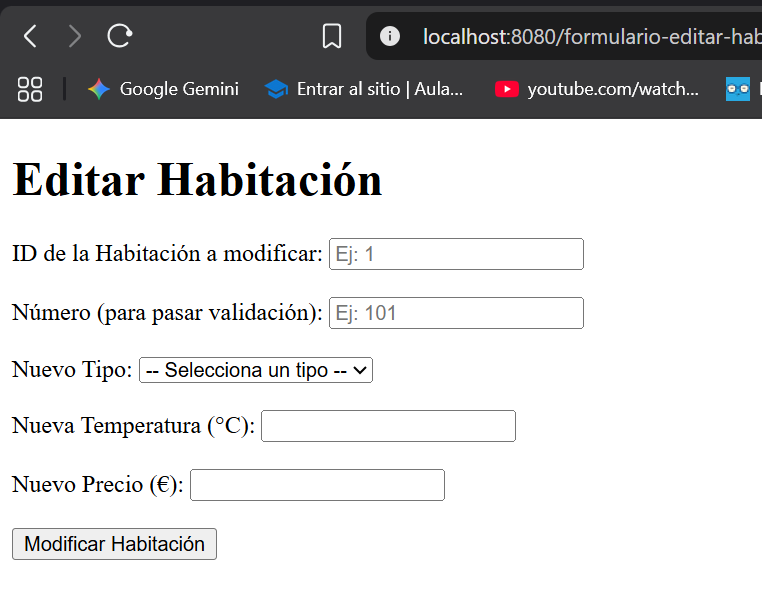 localhost:8080/formulario-editar-hab
Google Gemini Entrar al sitio | Aula... youtube.com/watch...
Editar Habitación
ID de la Habitación a modificar: Ej: 1
Número (para pasar validación): Ej: 101
Nuevo Tipo: -- Selecciona un tipo --
Nueva Temperatura (°C):
Nuevo Precio (€):
Modificar Habitación